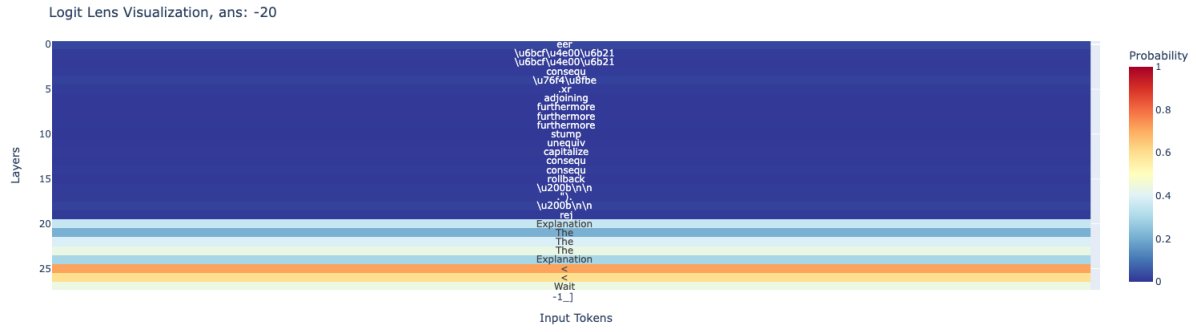 Logit Lens Visualization, ans: -20
Probability
Layers
0
5
10
15
20
25
eer
\u6bcf\u4e00\u6b21
\u6bcf\u4e00\u6b21
consequ
\u76f4\u8fbe
.xr
adjoining
furthermore
furthermore
furthermore
stump
unequiv
capitalize
consequ
consequ
rollback
\u200b\n\n
.").
\u200b\n\n
rej
Explanation
The
The
The
Explanation
<
<
Wait
-1_]
Input Tokens
1
0.8
0.6
0.4
0.2
0